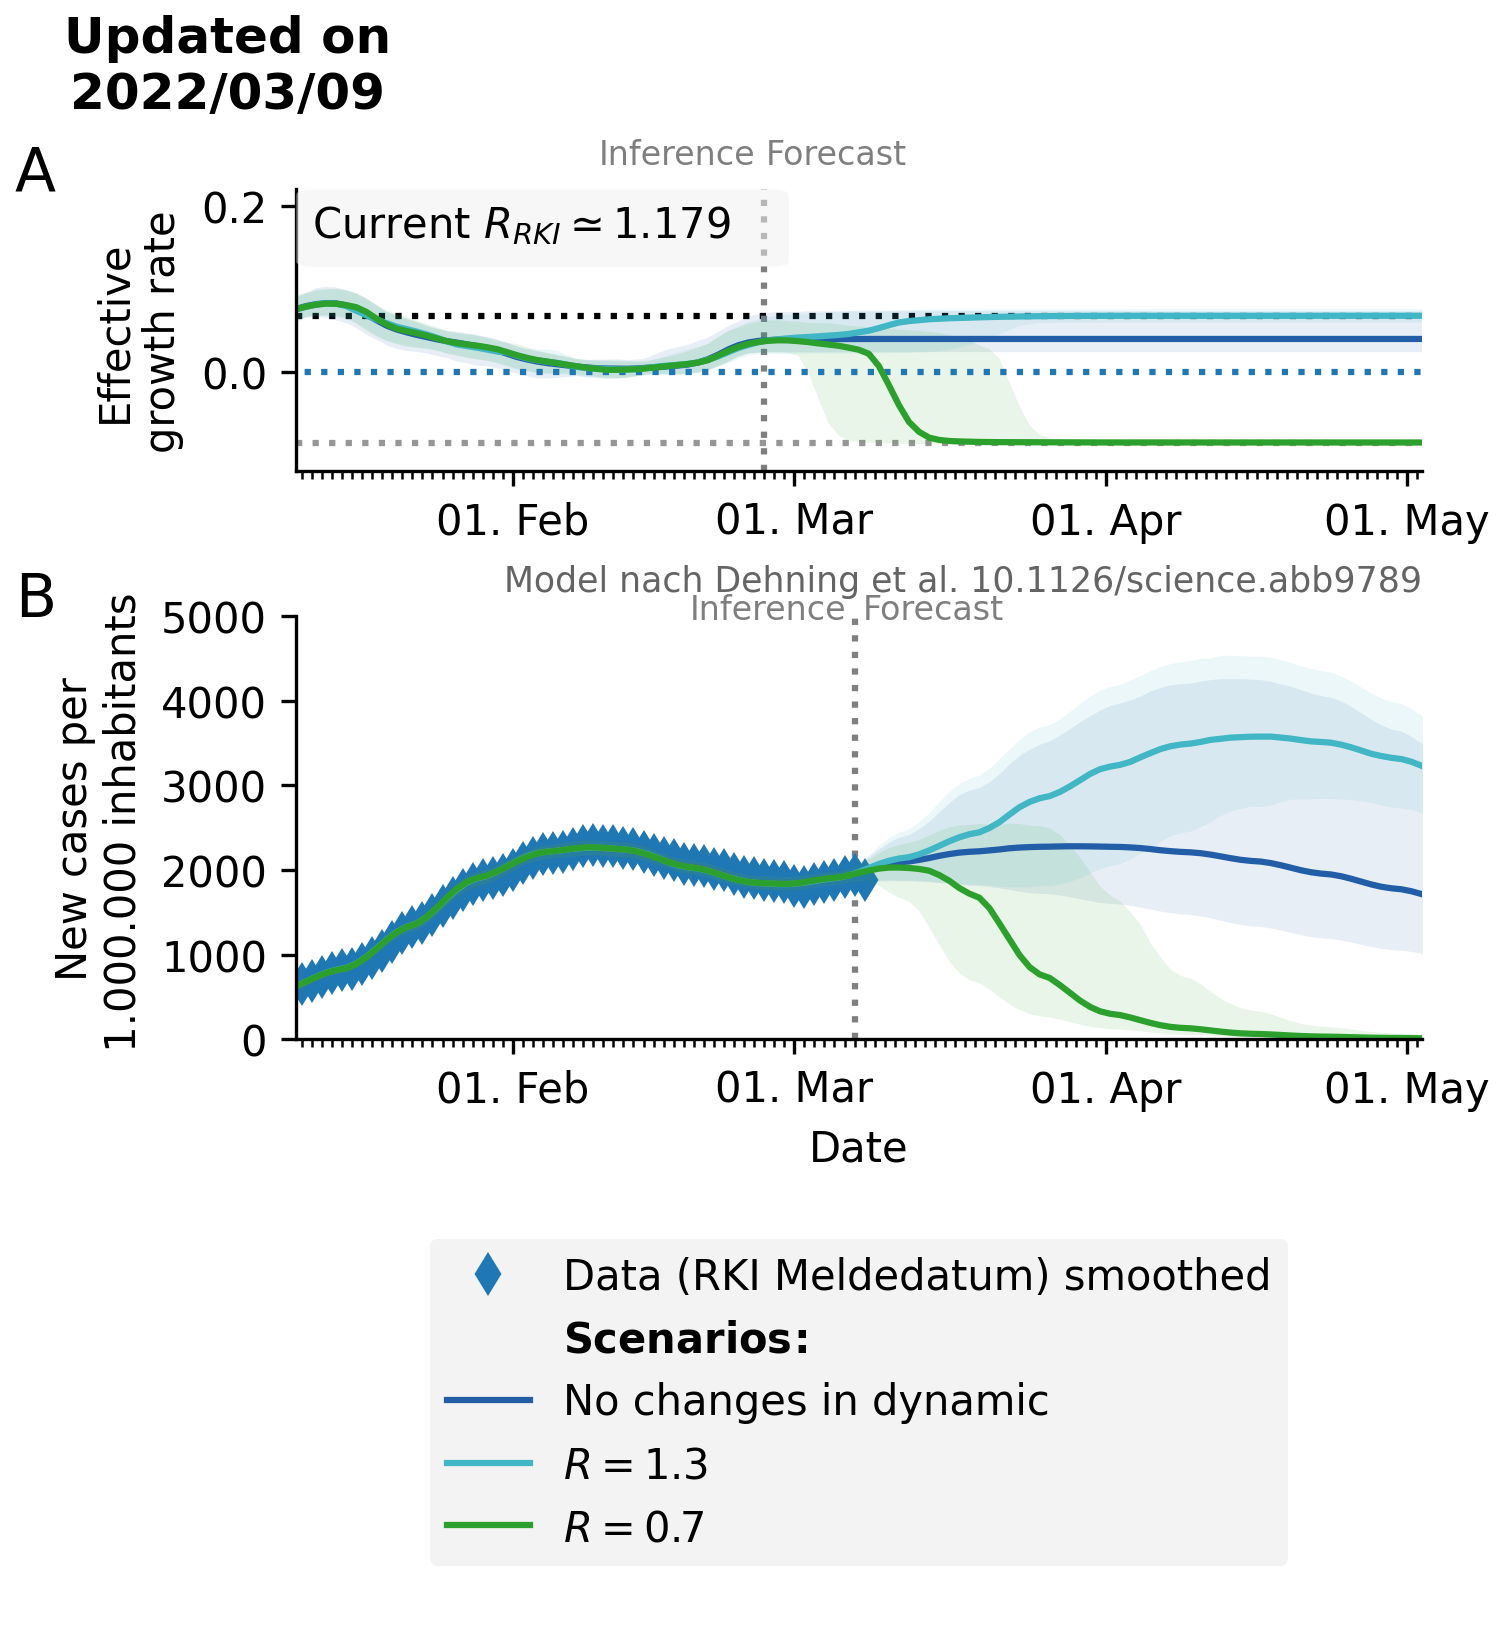 Updated on
2022/03/09
A
Inference Forecast
Effective
growth rate
0.2
0.0
Current R_RKI ≃ 1.179
01. Feb 01. Mar 01. Apr 01. May
B
Model nach Dehning et al. 10.1126/science.abb9789
Inference Forecast
New cases per
1.000.000 inhabitants
5000
4000
3000
2000
1000
0
01. Feb 01. Mar 01. Apr 01. May
Date
Data (RKI Meldedatum) smoothed
Scenarios:
No changes in dynamic
R = 1.3
R = 0.7